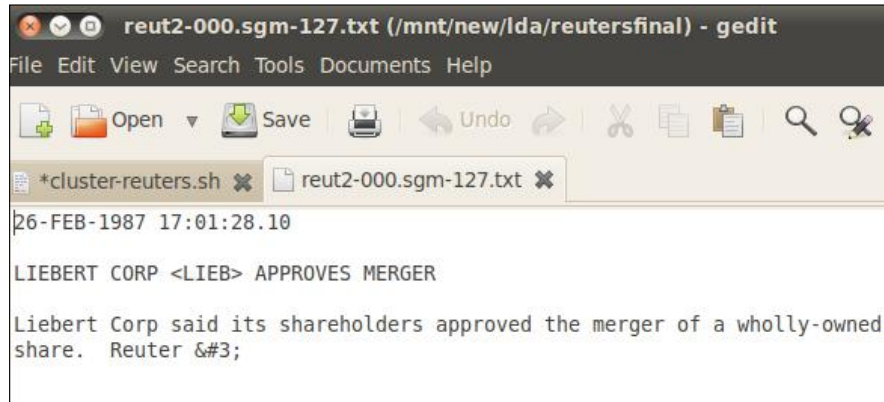 reut2-000.sgm-127.txt (/mnt/new/lda/reutersfinal) - gedit
File Edit View Search Tools Documents Help
Open Save Undo
*cluster-reuters.sh reut2-000.sgm-127.txt
26-FEB-1987 17:01:28.10
LIEBERT CORP <LIEB> APPROVES MERGER
Liebert Corp said its shareholders approved the merger of a wholly-owned
share.  Reuter &#3;